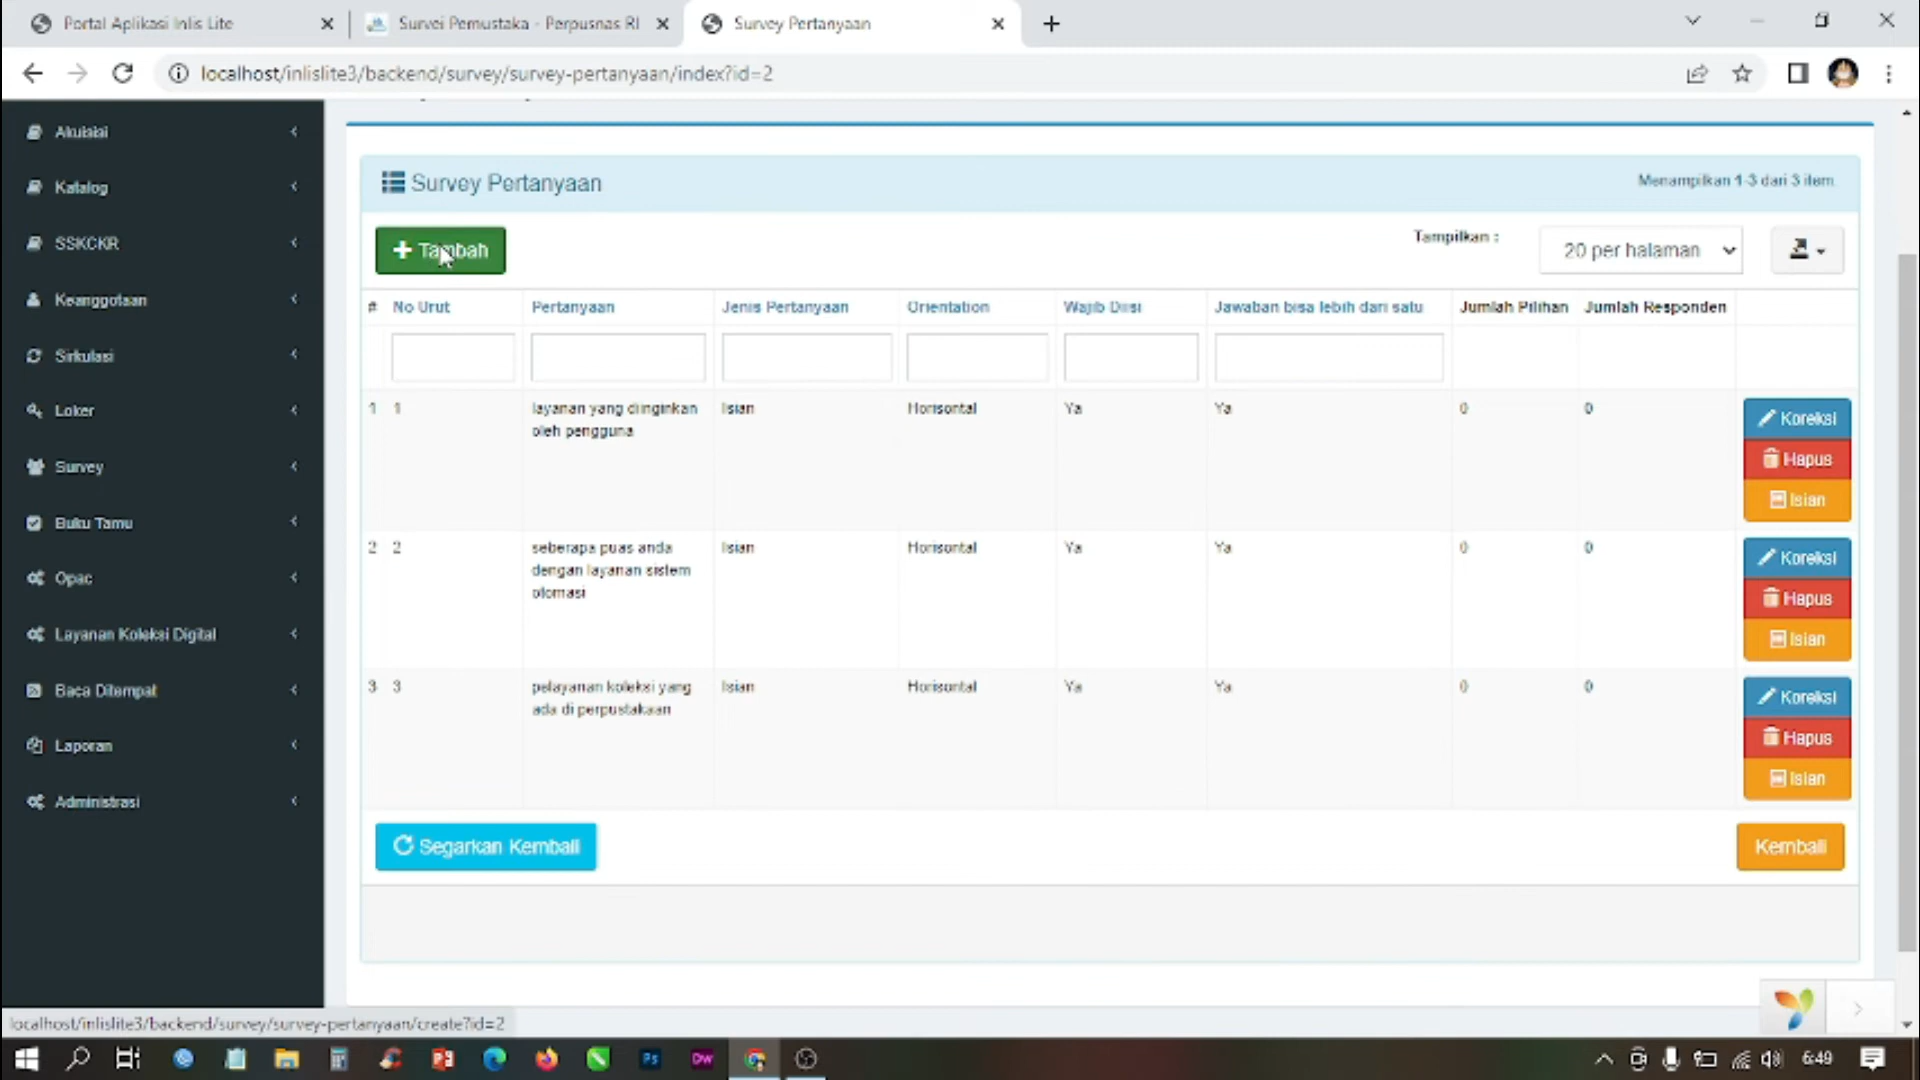 Portal Aplikasi Inlis Lite
Survei Pemustaka - Perpusnas RI
Survey Pertanyaan
localhost/inlislite3/backend/survey/survey-pertanyaan/index?id=2
Akuisisi
Katalog
SSKCKR
Keanggotaan
Sirkulasi
Loker
Survey
Buku Tamu
Opac
Layanan Koleksi Digital
Baca Ditempat
Laporan
Administrasi
Survey Pertanyaan
Menampilkan 1-3 dari 3 item.
Tambah
Tampilkan :
20 per halaman
# No Urut Pertanyaan Jenis Pertanyaan Orientation Wajib Diisi Jawaban bisa lebih dari satu Jumlah Pilihan Jumlah Responden
1 1 layanan yang diinginkan Isian Horisontal Ya Ya 0 0
oleh pengguna
Koreksi
Hapus
Isian
2 2 seberapa puas anda Isian Horisontal Ya Ya 0 0
dengan layanan sistem
otomasi
Koreksi
Hapus
Isian
3 3 pelayanan koleksi yang Isian Horisontal Ya Ya 0 0
ada di perpustakaan
Koreksi
Hapus
Isian
Segarkan Kembali
Kembali
localhost/inlislite3/backend/survey/survey-pertanyaan/create?id=2
Ps
Dw
6:49